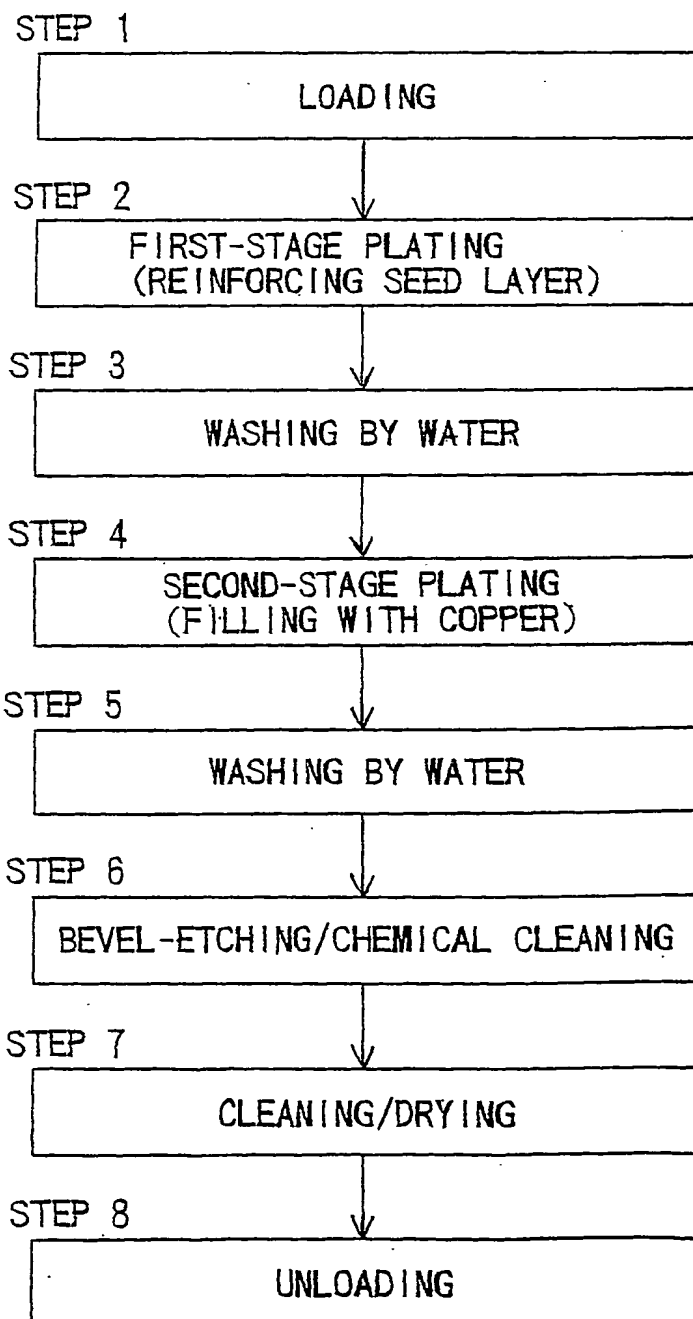 STEP 1
LOADING
STEP 2
FIRST-STAGE PLATING
(REINFORCING SEED LAYER)
STEP 3
WASHING BY WATER
STEP 4
SECOND-STAGE PLATING
(FILLING WITH COPPER)
STEP 5
WASHING BY WATER
STEP 6
BEVEL-ETCHING/CHEMICAL CLEANING
STEP 7
CLEANING/DRYING
STEP 8
UNLOADING